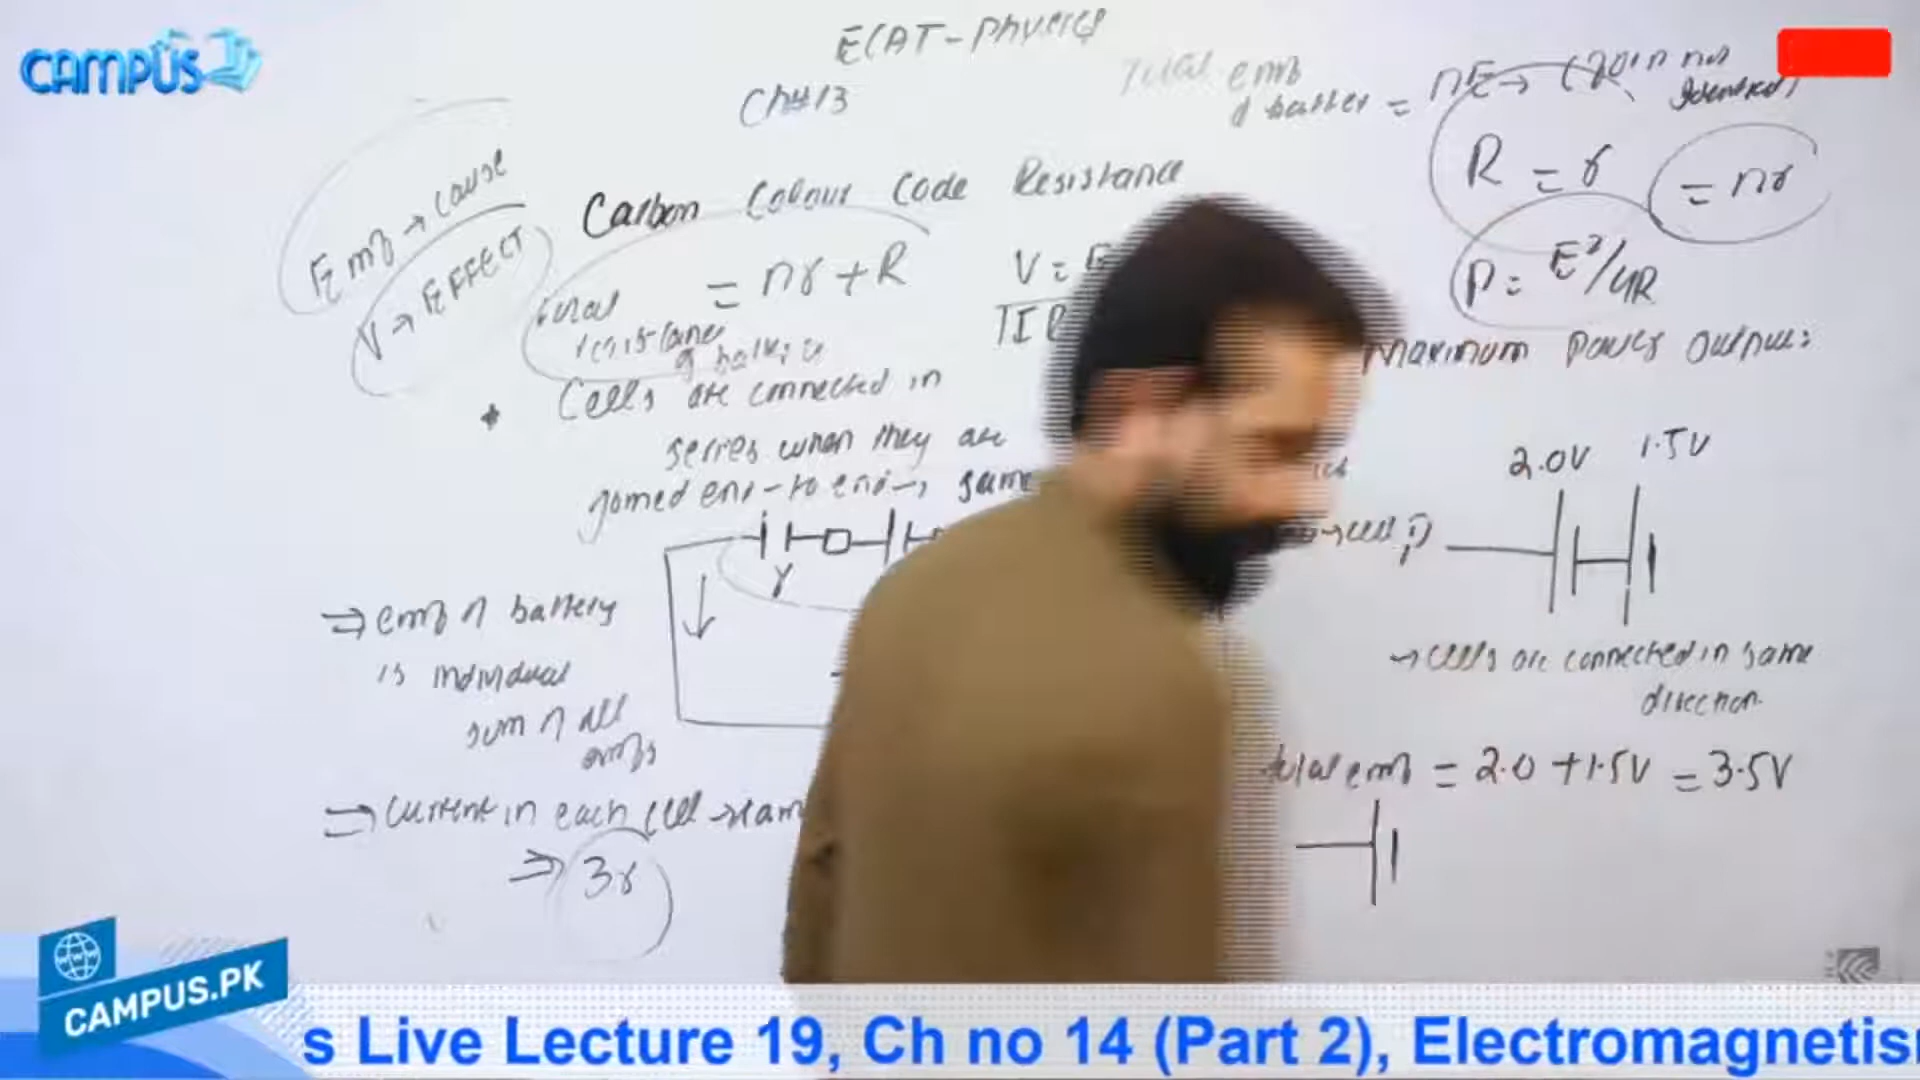 CAMPUS
ECAT-Physics
Ch#13
Total emf
of batter = nE →
R = r = nr
P = E²/4R
Maximum Power Output:
Emf → cause
V → EFFECT
Carbon Colour Code Resistance
Total resistance of batteries = nr + R
V = E
* Cells are connected in
series when they are
joined end-to end-,
r
⇒ emf of battery
is individual
sum of all
emfs
⇒ Current in each cell →
⇒ 3r
2.0V 1.5V
→ cells are connected in same
direction
total emf = 2.0 + 1.5V = 3.5V
CAMPUS.PK
s Live Lecture 19, Ch no 14 (Part 2), Electromagnetis